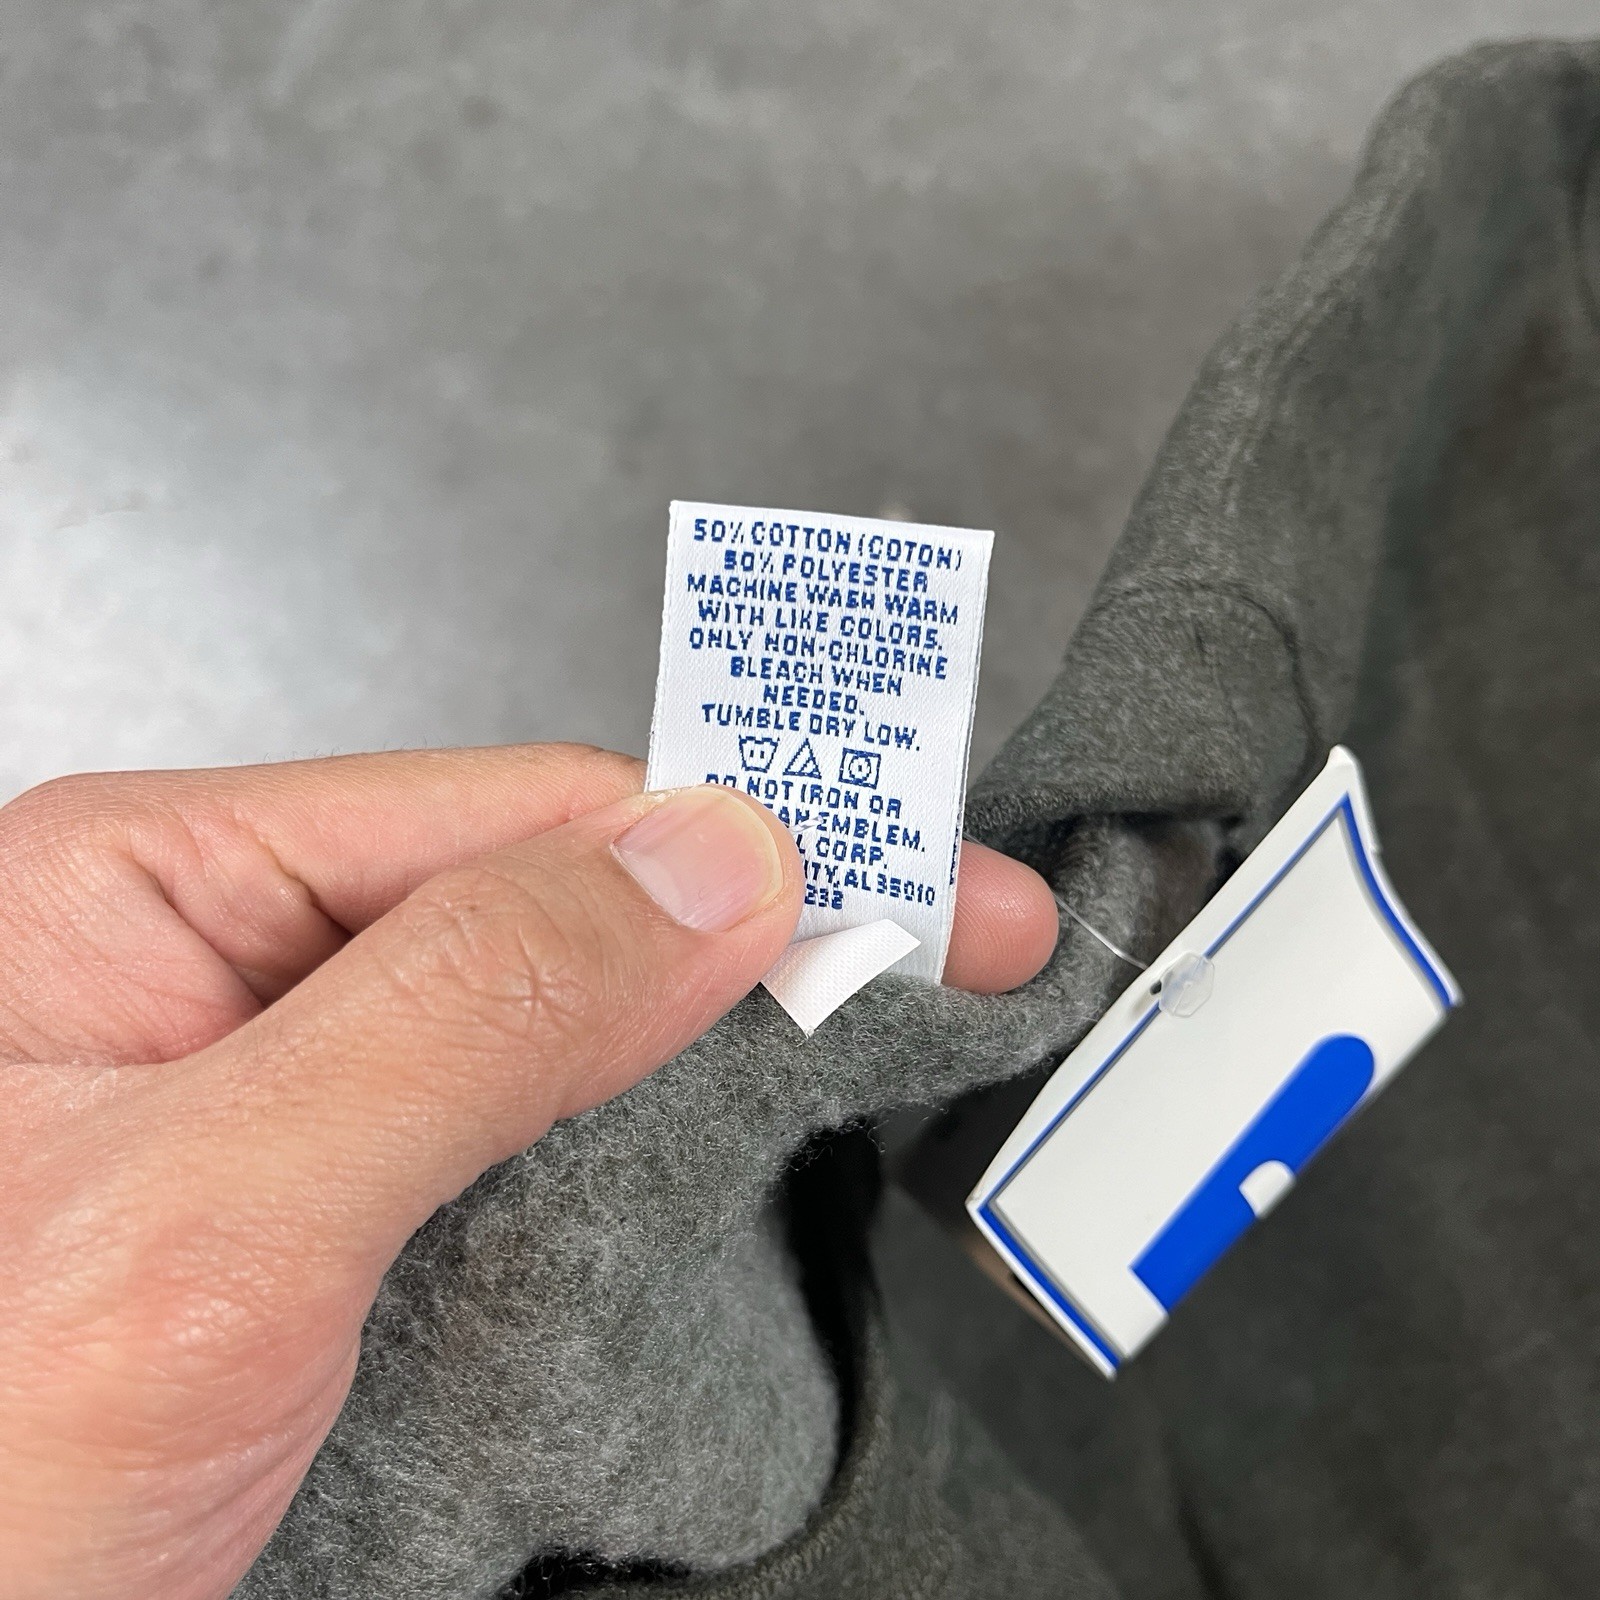 50% COTTON (COTON)
50% POLYESTER
MACHINE WASH WARM
WITH LIKE COLORS.
ONLY NON-CHLORINE
BLEACH WHEN
NEEDED.
TUMBLE DRY LOW.
DO NOT IRON OR
EMBLEM.
CORP.
AL 35010